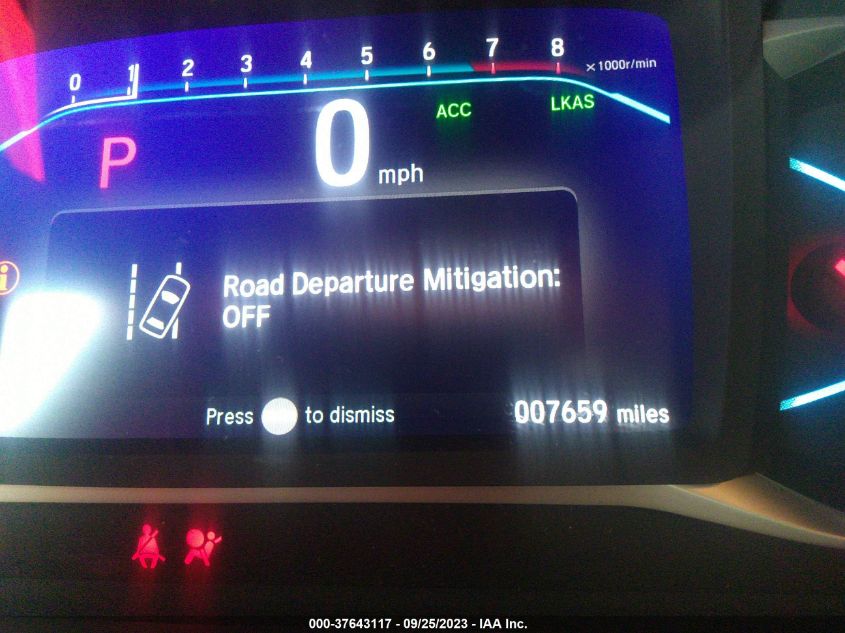 0 1 2 3 4 5 6 7 8 ×1000r/min
ACC LKAS
P 0 mph
Road Departure Mitigation:
OFF
Press to dismiss 007659 miles
000-37643117 - 09/25/2023 - IAA Inc.